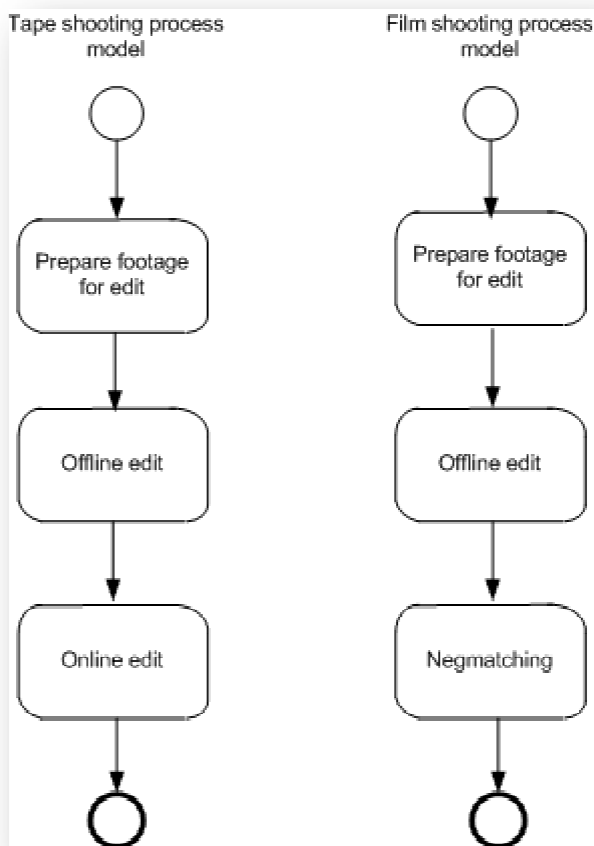 Tape shooting process
model
Prepare footage
for edit
Offline edit
Online edit
Film shooting process
model
Prepare footage
for edit
Offline edit
Negmatching